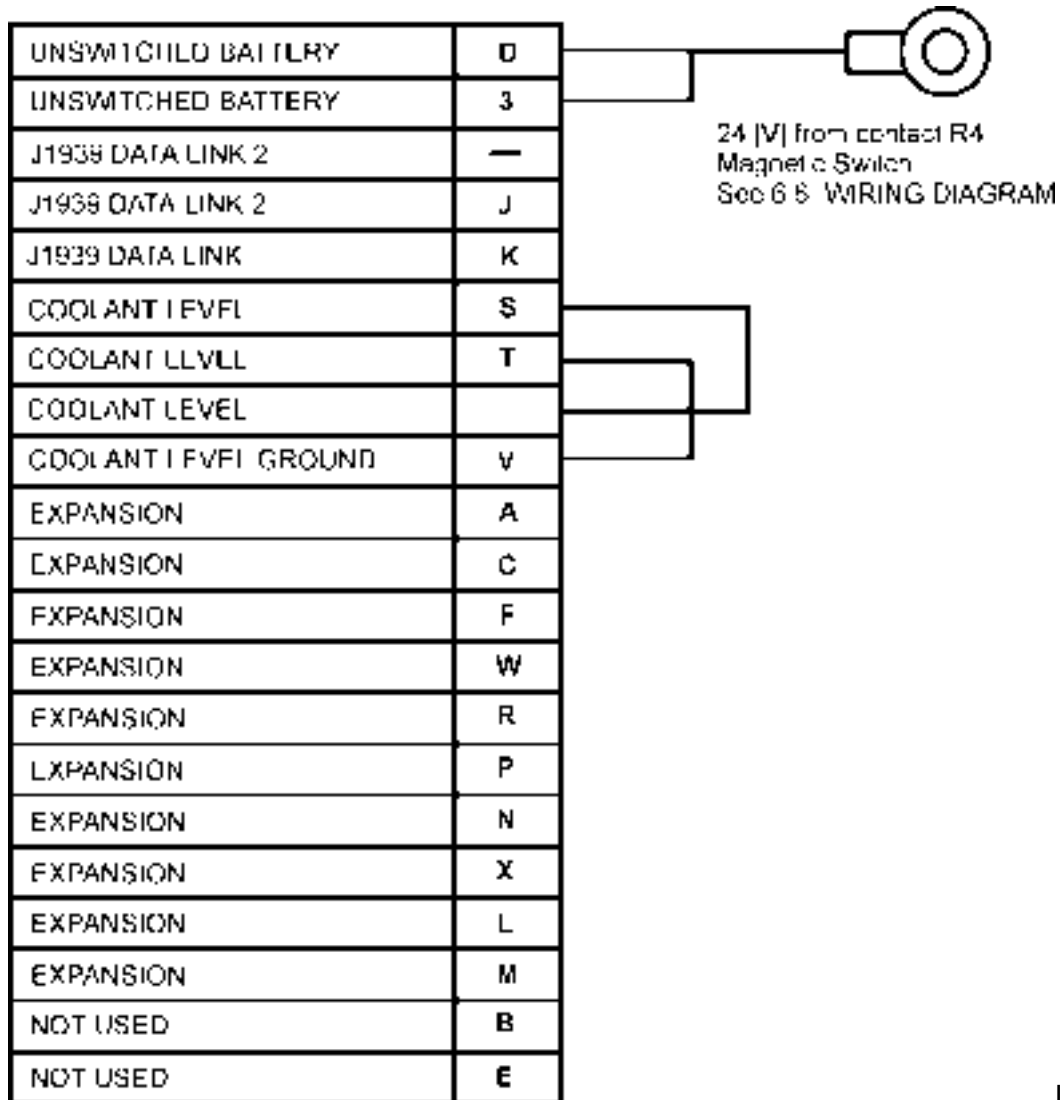 UNSWITCHED BATTERY D
UNSWITCHED BATTERY 3
J1939 DATA LINK 2 —
J1939 DATA LINK 2 J
J1939 DATA LINK K
COOLANT LEVEL S
COOLANT LEVEL T
COOLANT LEVEL
COOLANT LEVEL GROUND V
EXPANSION A
EXPANSION C
EXPANSION F
EXPANSION W
EXPANSION R
EXPANSION P
EXPANSION N
EXPANSION X
EXPANSION L
EXPANSION M
NOT USED B
NOT USED E
24 [V] from contact R4
Magnetic Switch
See 6.6 WIRING DIAGRAM